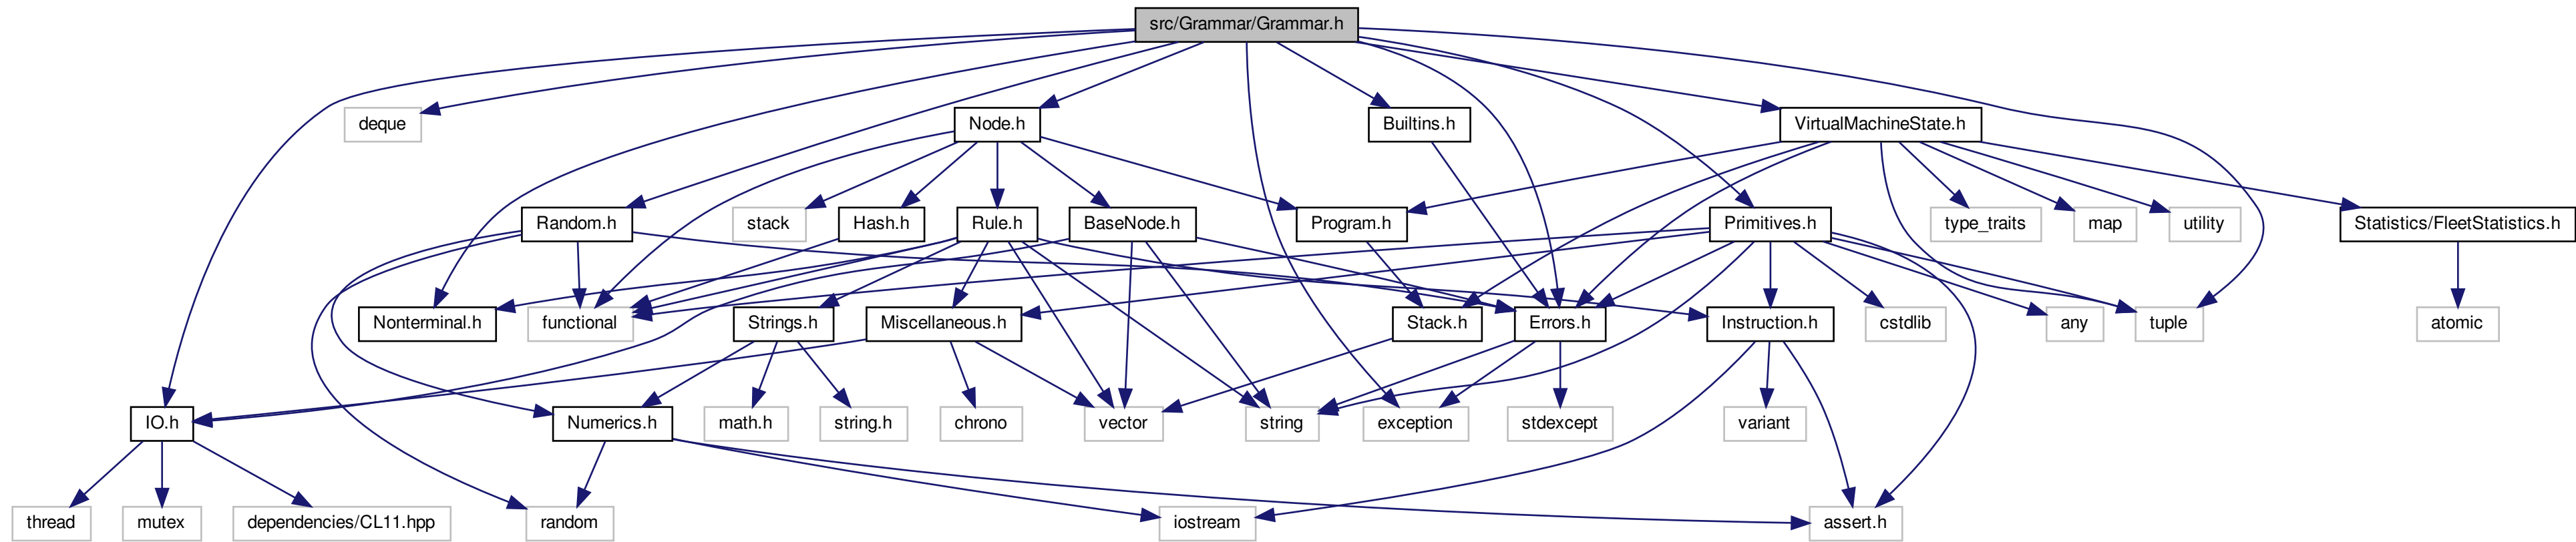 src/Grammar/Grammar.h
deque
Node.h
Builtins.h
VirtualMachineState.h
Random.h
stack
Hash.h
Rule.h
BaseNode.h
Program.h
Primitives.h
type_traits
map
utility
Statistics/FleetStatistics.h
Nonterminal.h
functional
Strings.h
Miscellaneous.h
Stack.h
Errors.h
Instruction.h
cstdlib
any
tuple
atomic
IO.h
Numerics.h
math.h
string.h
chrono
vector
string
exception
stdexcept
variant
thread
mutex
dependencies/CL11.hpp
random
iostream
assert.h